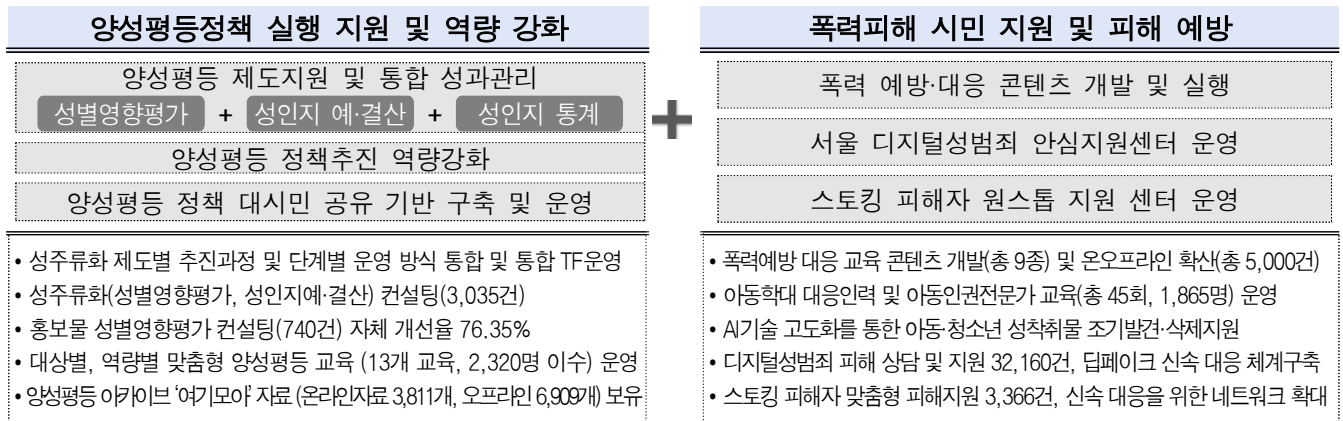 양성평등정책 실행 지원 및 역량 강화
양성평등 제도지원 및 통합 성과관리
성별영향평가 + 성인지 예·결산 + 성인지 통계
양성평등 정책추진 역량강화
양성평등 정책 대시민 공유 기반 구축 및 운영
• 성주류화 제도별 추진과정 및 단계별 운영 방식 통합 및 통합 TF운영
• 성주류화(성별영향평가, 성인지예·결산) 컨설팅(3,035건)
• 홍보물 성별영향평가 컨설팅(740건) 자체 개선율 76.35%
• 대상별, 역량별 맞춤형 양성평등 교육 (13개 교육, 2,320명 이수) 운영
• 양성평등 아카이브 '여기모아' 자료 (온라인자료 3,811개, 오프라인 6,909개) 보유
+
폭력피해 시민 지원 및 피해 예방
폭력 예방·대응 콘텐츠 개발 및 실행
서울 디지털성범죄 안심지원센터 운영
스토킹 피해자 원스톱 지원 센터 운영
• 폭력예방 대응 교육 콘텐츠 개발(총 9종) 및 온오프라인 확산(총 5,000건)
• 아동학대 대응인력 및 아동인권전문가 교육(총 45회, 1,865명) 운영
• AI기술 고도화를 통한 아동·청소년 성착취물 조기발견·삭제지원
• 디지털성범죄 피해 상담 및 지원 32,160건, 딥페이크 신속 대응 체계구축
• 스토킹 피해자 맞춤형 피해지원 3,366건, 신속 대응을 위한 네트워크 확대